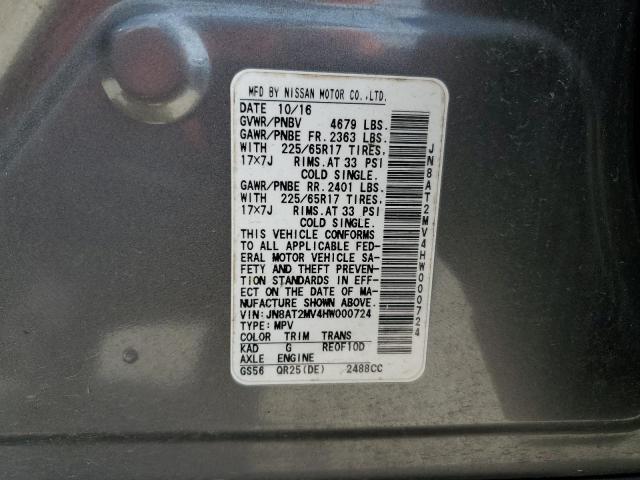 MFD BY NISSAN MOTOR CO.,LTD.
DATE 10/16
GVWR/PNBV 4679 LBS.
GAWR/PNBE FR. 2363 LBS.
WITH 225/65R17 TIRES.
17×7J RIMS.AT 33 PSI
COLD SINGLE.
GAWR/PNBE RR. 2401 LBS.
WITH 225/65R17 TIRES.
17×7J RIMS.AT 33 PSI
COLD SINGLE.
THIS VEHICLE CONFORMS
TO ALL APPLICABLE FED-
ERAL MOTOR VEHICLE SA-
FETY AND THEFT PREVEN-
TION STANDARDS IN EFF-
ECT ON THE DATE OF MA-
NUFACTURE SHOWN ABOVE.
VIN:JN8AT2MV4HW000724
TYPE:MPV
COLOR TRIM TRANS
KAD G RE0F10D
AXLE ENGINE
GS56 QR25(DE) 2488CC
JN8AT2MV4HW000724